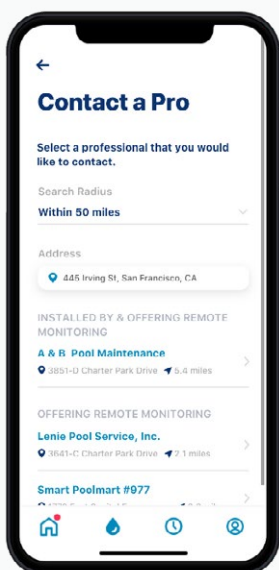 Contact a Pro
Select a professional that you would
like to contact.
Search Radius
Within 50 miles
Address
446 Irving St, San Francisco, CA
INSTALLED BY & OFFERING REMOTE
MONITORING
A & B Pool Maintenance
3851-D Charter Park Drive 5.4 miles
OFFERING REMOTE MONITORING
Lenie Pool Service, Inc.
3641-C Charter Park Drive 2.1 miles
Smart Poolmart #977